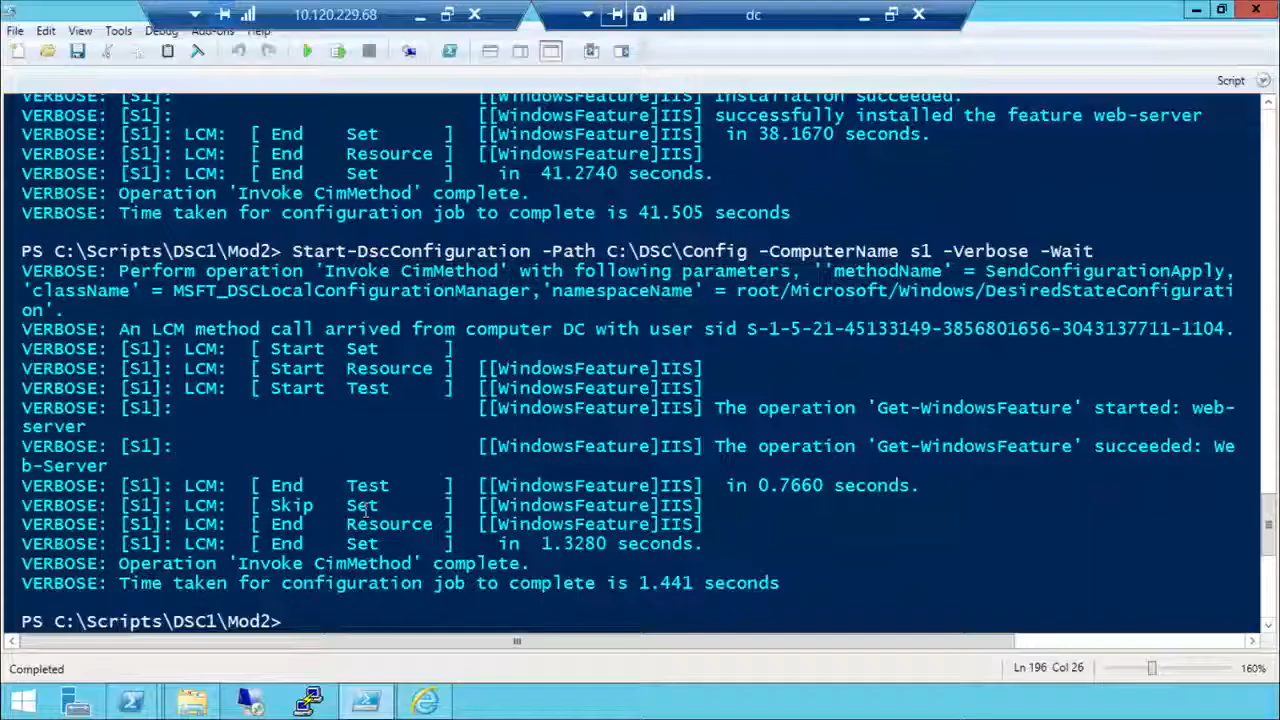 10.120.229.68
dc
File Edit View Tools Debug Add-ons Help
Script
VERBOSE: [S1]: [[WindowsFeature]IIS] Installation succeeded.
VERBOSE: [S1]: [[WindowsFeature]IIS] successfully installed the feature web-server
VERBOSE: [S1]: LCM: [ End Set ] [[WindowsFeature]IIS] in 38.1670 seconds.
VERBOSE: [S1]: LCM: [ End Resource ] [[WindowsFeature]IIS]
VERBOSE: [S1]: LCM: [ End Set ] in 41.2740 seconds.
VERBOSE: Operation 'Invoke CimMethod' complete.
VERBOSE: Time taken for configuration job to complete is 41.505 seconds
PS C:\Scripts\DSC1\Mod2> Start-DscConfiguration -Path C:\DSC\Config -ComputerName s1 -Verbose -Wait
VERBOSE: Perform operation 'Invoke CimMethod' with following parameters, ''methodName' = SendConfigurationApply,
'className' = MSFT_DSCLocalConfigurationManager,'namespaceName' = root/Microsoft/Windows/DesiredStateConfigurati
on'.
VERBOSE: An LCM method call arrived from computer DC with user sid S-1-5-21-45133149-3856801656-3043137711-1104.
VERBOSE: [S1]: LCM: [ Start Set ]
VERBOSE: [S1]: LCM: [ Start Resource ] [[WindowsFeature]IIS]
VERBOSE: [S1]: LCM: [ Start Test ] [[WindowsFeature]IIS]
VERBOSE: [S1]: [[WindowsFeature]IIS] The operation 'Get-WindowsFeature' started: web-
server
VERBOSE: [S1]: [[WindowsFeature]IIS] The operation 'Get-WindowsFeature' succeeded: We
b-Server
VERBOSE: [S1]: LCM: [ End Test ] [[WindowsFeature]IIS] in 0.7660 seconds.
VERBOSE: [S1]: LCM: [ Skip Set ] [[WindowsFeature]IIS]
VERBOSE: [S1]: LCM: [ End Resource ] [[WindowsFeature]IIS]
VERBOSE: [S1]: LCM: [ End Set ] in 1.3280 seconds.
VERBOSE: Operation 'Invoke CimMethod' complete.
VERBOSE: Time taken for configuration job to complete is 1.441 seconds
PS C:\Scripts\DSC1\Mod2>
Completed
Ln 196 Col 26
160%